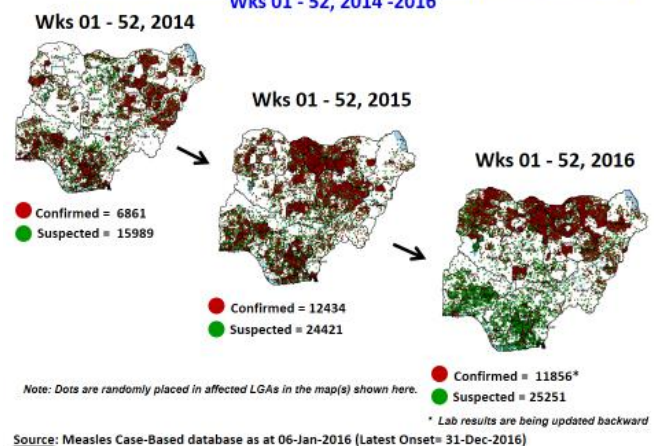 Wks 01 - 52, 2014 -2016
Wks 01 - 52, 2014
Confirmed = 6861
Suspected = 15989
Wks 01 - 52, 2015
Confirmed = 12434
Suspected = 24421
Wks 01 - 52, 2016
Confirmed = 11856*
Suspected = 25251
Note: Dots are randomly placed in affected LGAs in the map(s) shown here.
* Lab results are being updated backward
Source: Measles Case-Based database as at 06-Jan-2016 (Latest Onset= 31-Dec-2016)